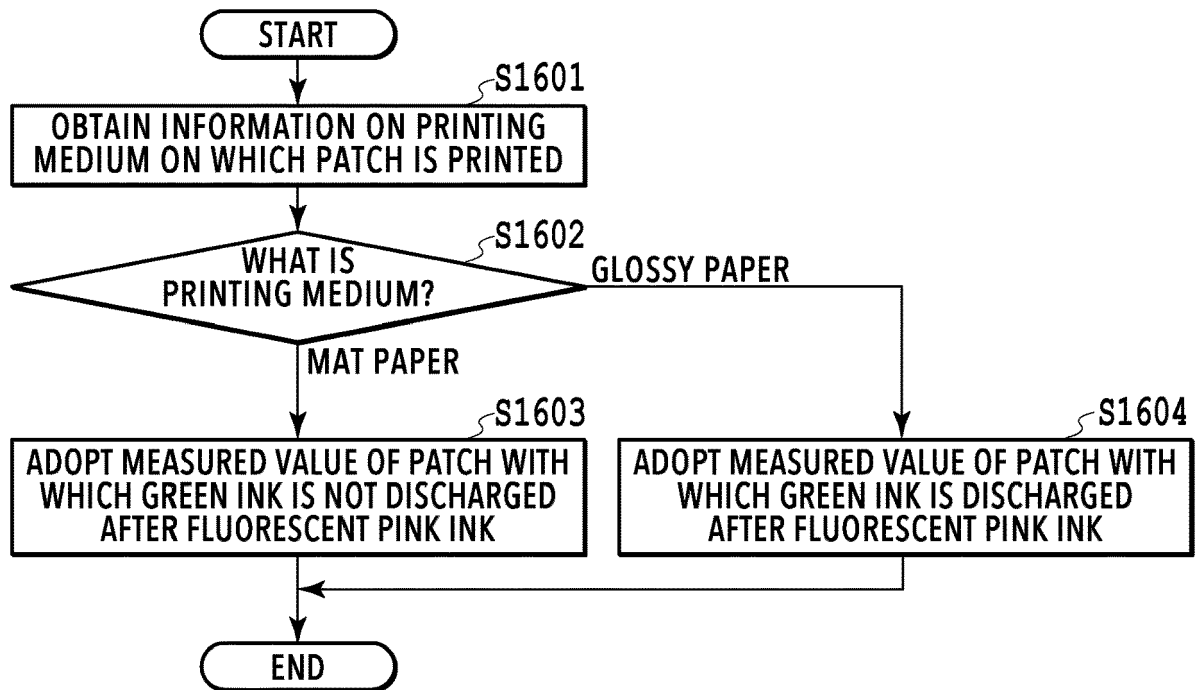 START
S1601
OBTAIN INFORMATION ON PRINTING
MEDIUM ON WHICH PATCH IS PRINTED
S1602
WHAT IS
PRINTING MEDIUM?
GLOSSY PAPER
MAT PAPER
S1603
ADOPT MEASURED VALUE OF PATCH WITH
WHICH GREEN INK IS NOT DISCHARGED
AFTER FLUORESCENT PINK INK
S1604
ADOPT MEASURED VALUE OF PATCH WITH
WHICH GREEN INK IS DISCHARGED
AFTER FLUORESCENT PINK INK
END